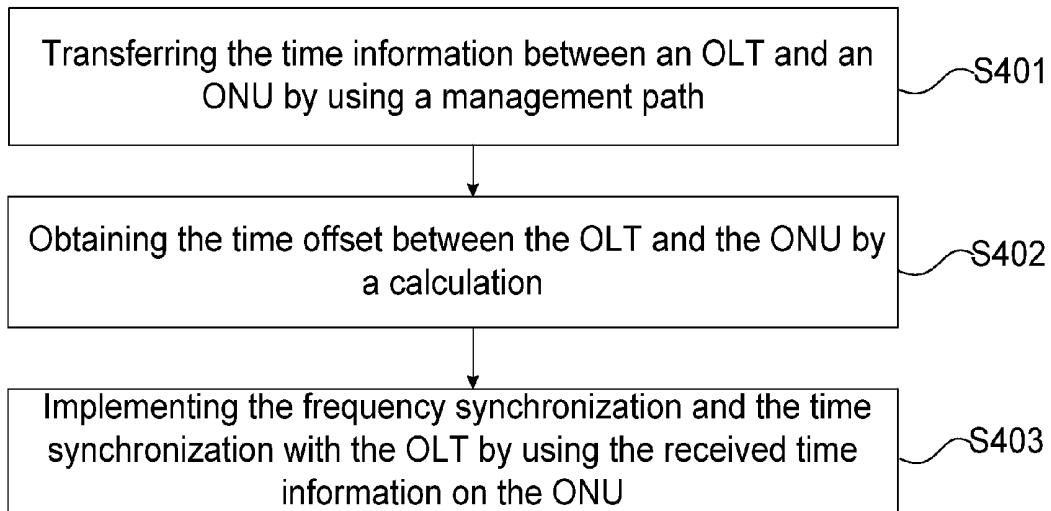 Transferring the time information between an OLT and an
ONU by using a management path
S401
Obtaining the time offset between the OLT and the ONU by
a calculation
S402
Implementing the frequency synchronization and the time
synchronization with the OLT by using the received time
information on the ONU
S403